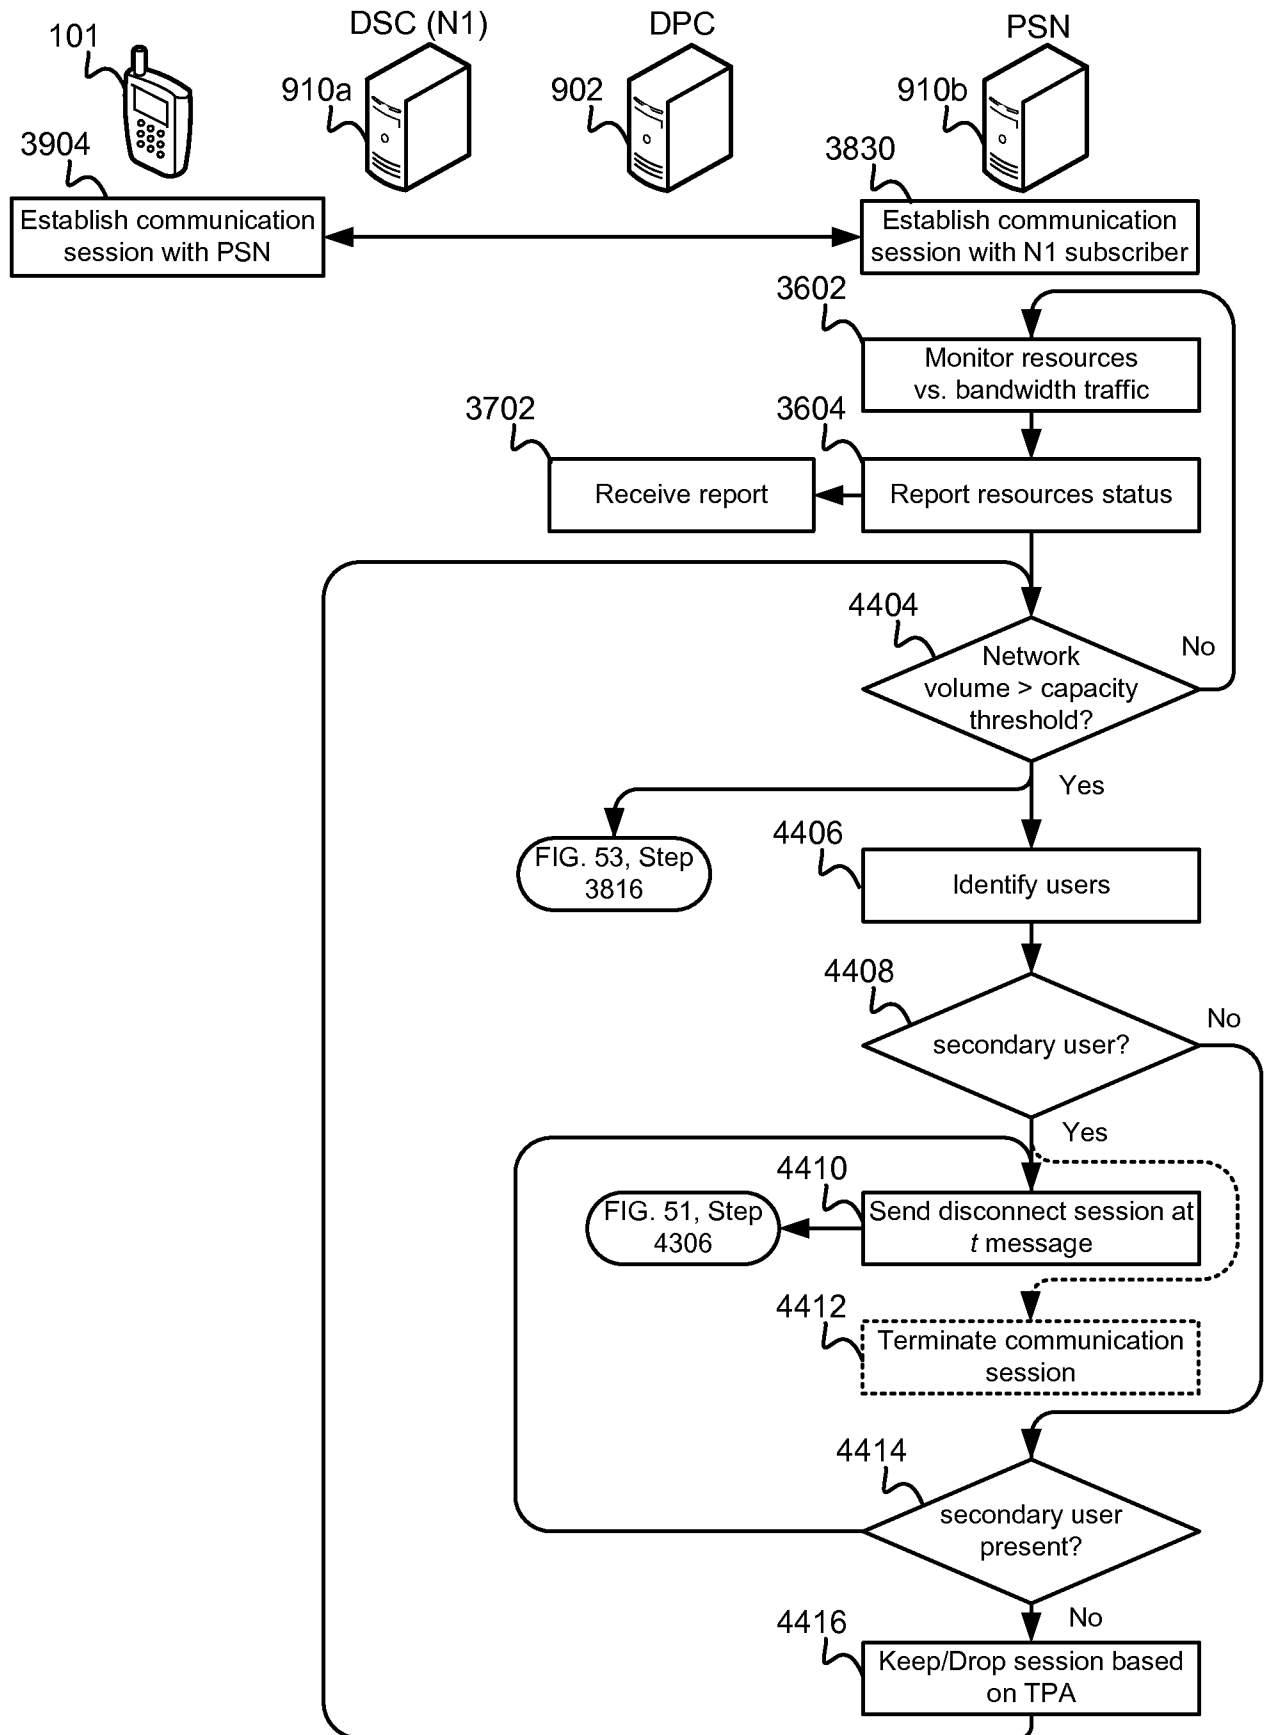 DSC (N1)
DPC
PSN
101
910a
902
910b
3904
3830
Establish communication
session with PSN
Establish communication
session with N1 subscriber
3602
Monitor resources
vs. bandwidth traffic
3702
3604
Receive report
Report resources status
4404
No
Network
volume > capacity
threshold?
Yes
4406
FIG. 53, Step
3816
Identify users
4408
No
secondary user?
Yes
4410
FIG. 51, Step
4306
Send disconnect session at
t message
4412
Terminate communication
session
4414
secondary user
present?
No
4416
Keep/Drop session based
on TPA